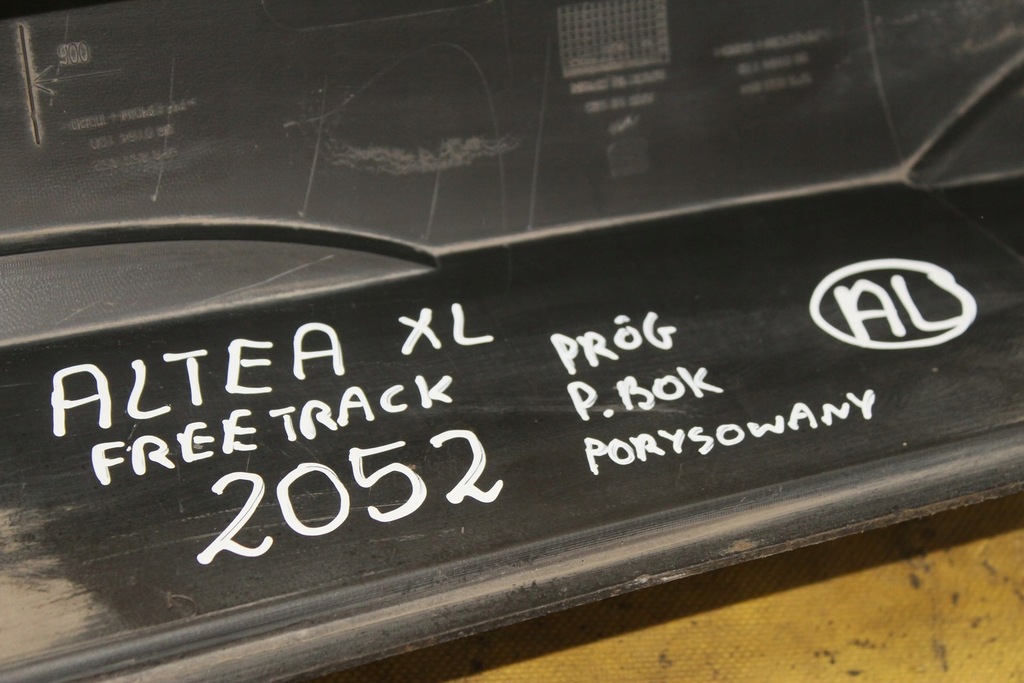 ALTEA XL
FREETRACK
2052
PRÓG
P.BOK
PORYSOWANY
AL